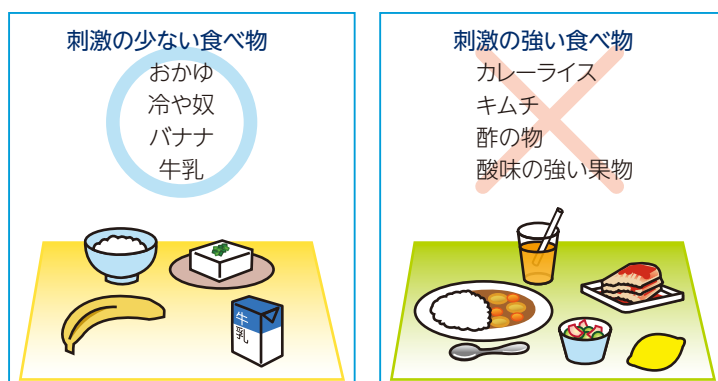 刺激の少ない食べ物
おかゆ
冷や奴
バナナ
牛乳
牛乳
刺激の強い食べ物
カレーライス
キムチ
酢の物
酸味の強い果物